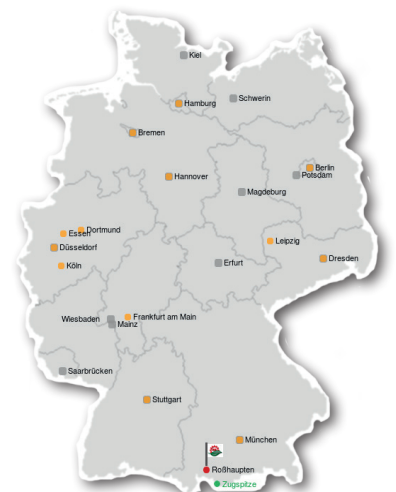 Kiel
Schwerin
Hamburg
Bremen
Berlin
Potsdam
Hannover
Magdeburg
Dortmund
Essen
Leipzig
Düsseldorf
Dresden
Erfurt
Köln
Frankfurt am Main
Wiesbaden
Mainz
Saarbrücken
Stuttgart
München
Roßhaupten
Zugspitze